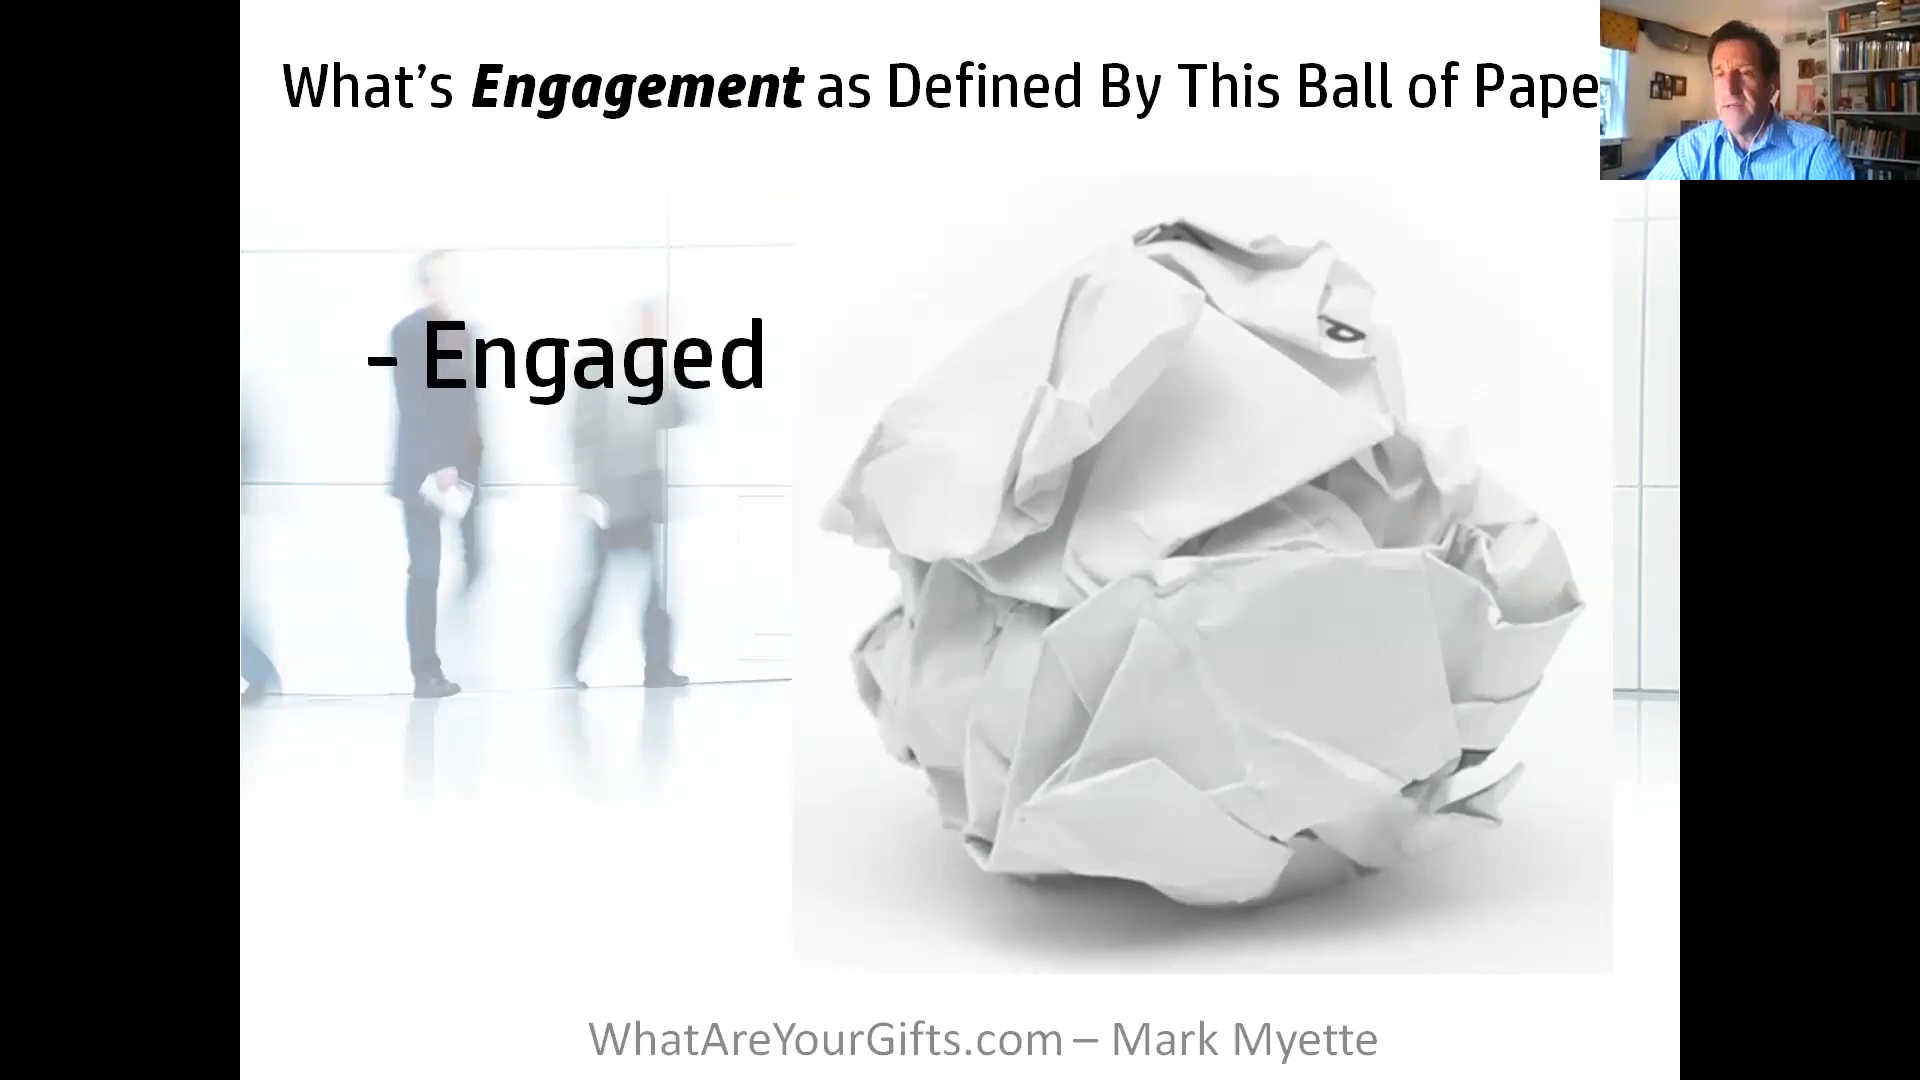 What's Engagement as Defined By This Ball of Pape
- Engaged
WhatAreYourGifts.com – Mark Myette